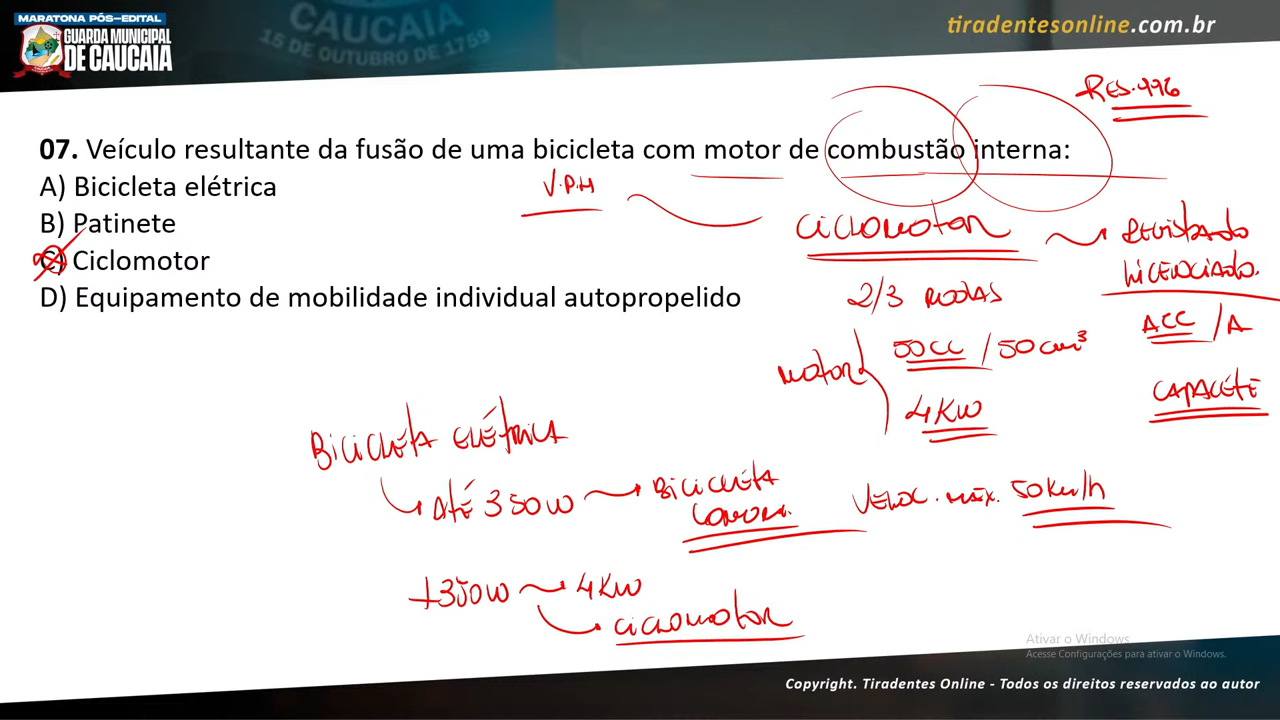 MARATONA PÓS-EDITAL
GUARDA MUNICIPAL
DE CAUCAIA
CAUCAIA
15 DE OUTUBRO DE 1759
tiradentesonline.com.br
RES. 996
07. Veículo resultante da fusão de uma bicicleta com motor de combustão interna:
A) Bicicleta elétrica
B) Patinete
C) Ciclomotor
D) Equipamento de mobilidade individual autopropelido
V.P.H
CICLOMOTOR
REGISTRADO
LICENCIADO.
2/3 RODAS
ACC / A
MOTOR
50CC / 50cm³
4KW
CAPACETE
BICICLETA ELÉTRICA
ATÉ 350W
BICICLETA
COMUM.
VELOC. MÁX. 50Km/h
+350W
4KW
CICLOMOTOR
Ativar o Windows
Acesse Configurações para ativar o Windows.
Copyright. Tiradentes Online - Todos os direitos reservados ao autor